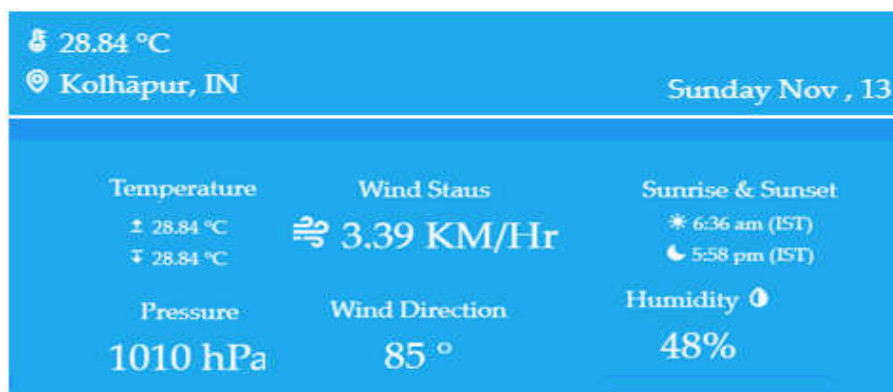 28.84 °C
Kolhāpur, IN
Sunday Nov , 13
Temperature
28.84 °C
28.84 °C
Wind Staus
3.39 KM/Hr
Sunrise & Sunset
6:36 am (IST)
5:58 pm (IST)
Pressure
1010 hPa
Wind Direction
85 °
Humidity
48%